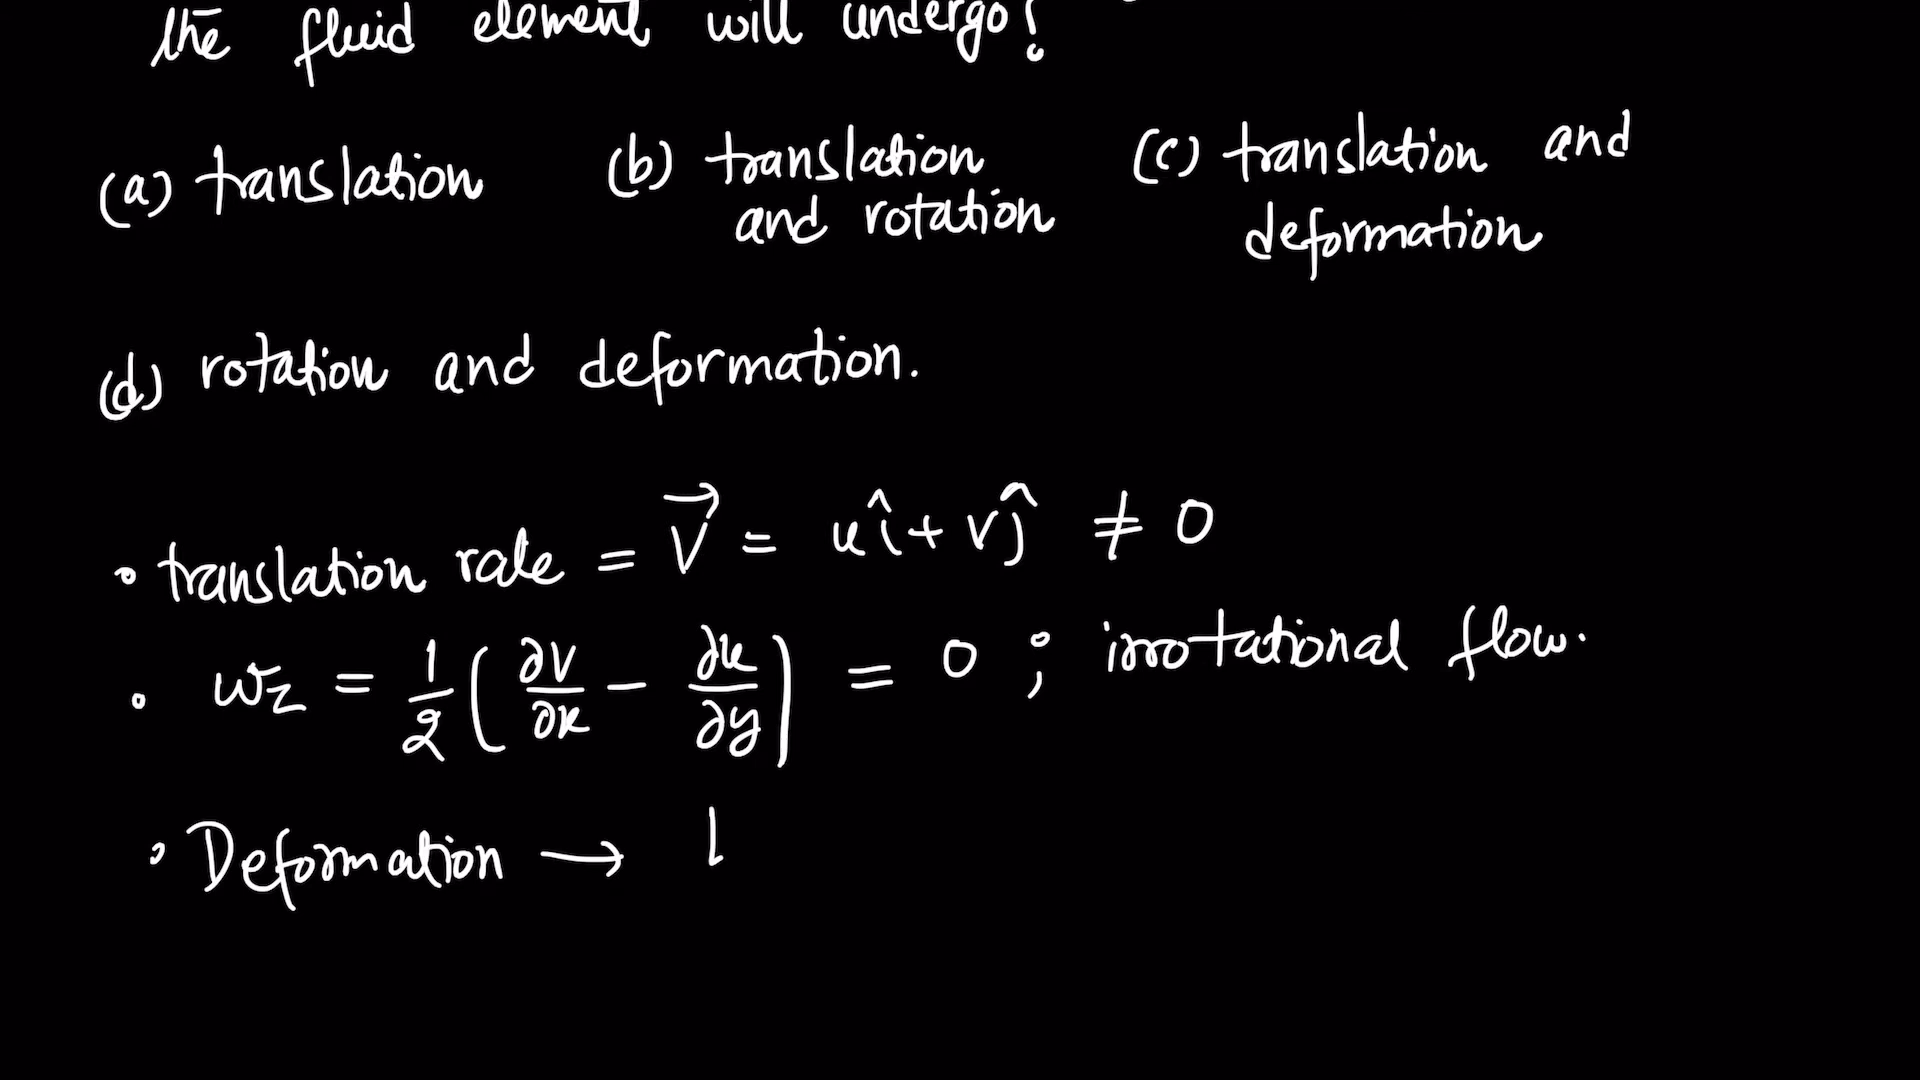 the fluid element will undergo?
(a) translation (b) translation and rotation (c) translation and deformation
(d) rotation and deformation.
• translation rate = V⃗ = uî + vĵ ≠ 0
• ω_z = 1/2 (∂v/∂x − ∂u/∂y) = 0 ; irrotational flow.
• Deformation →